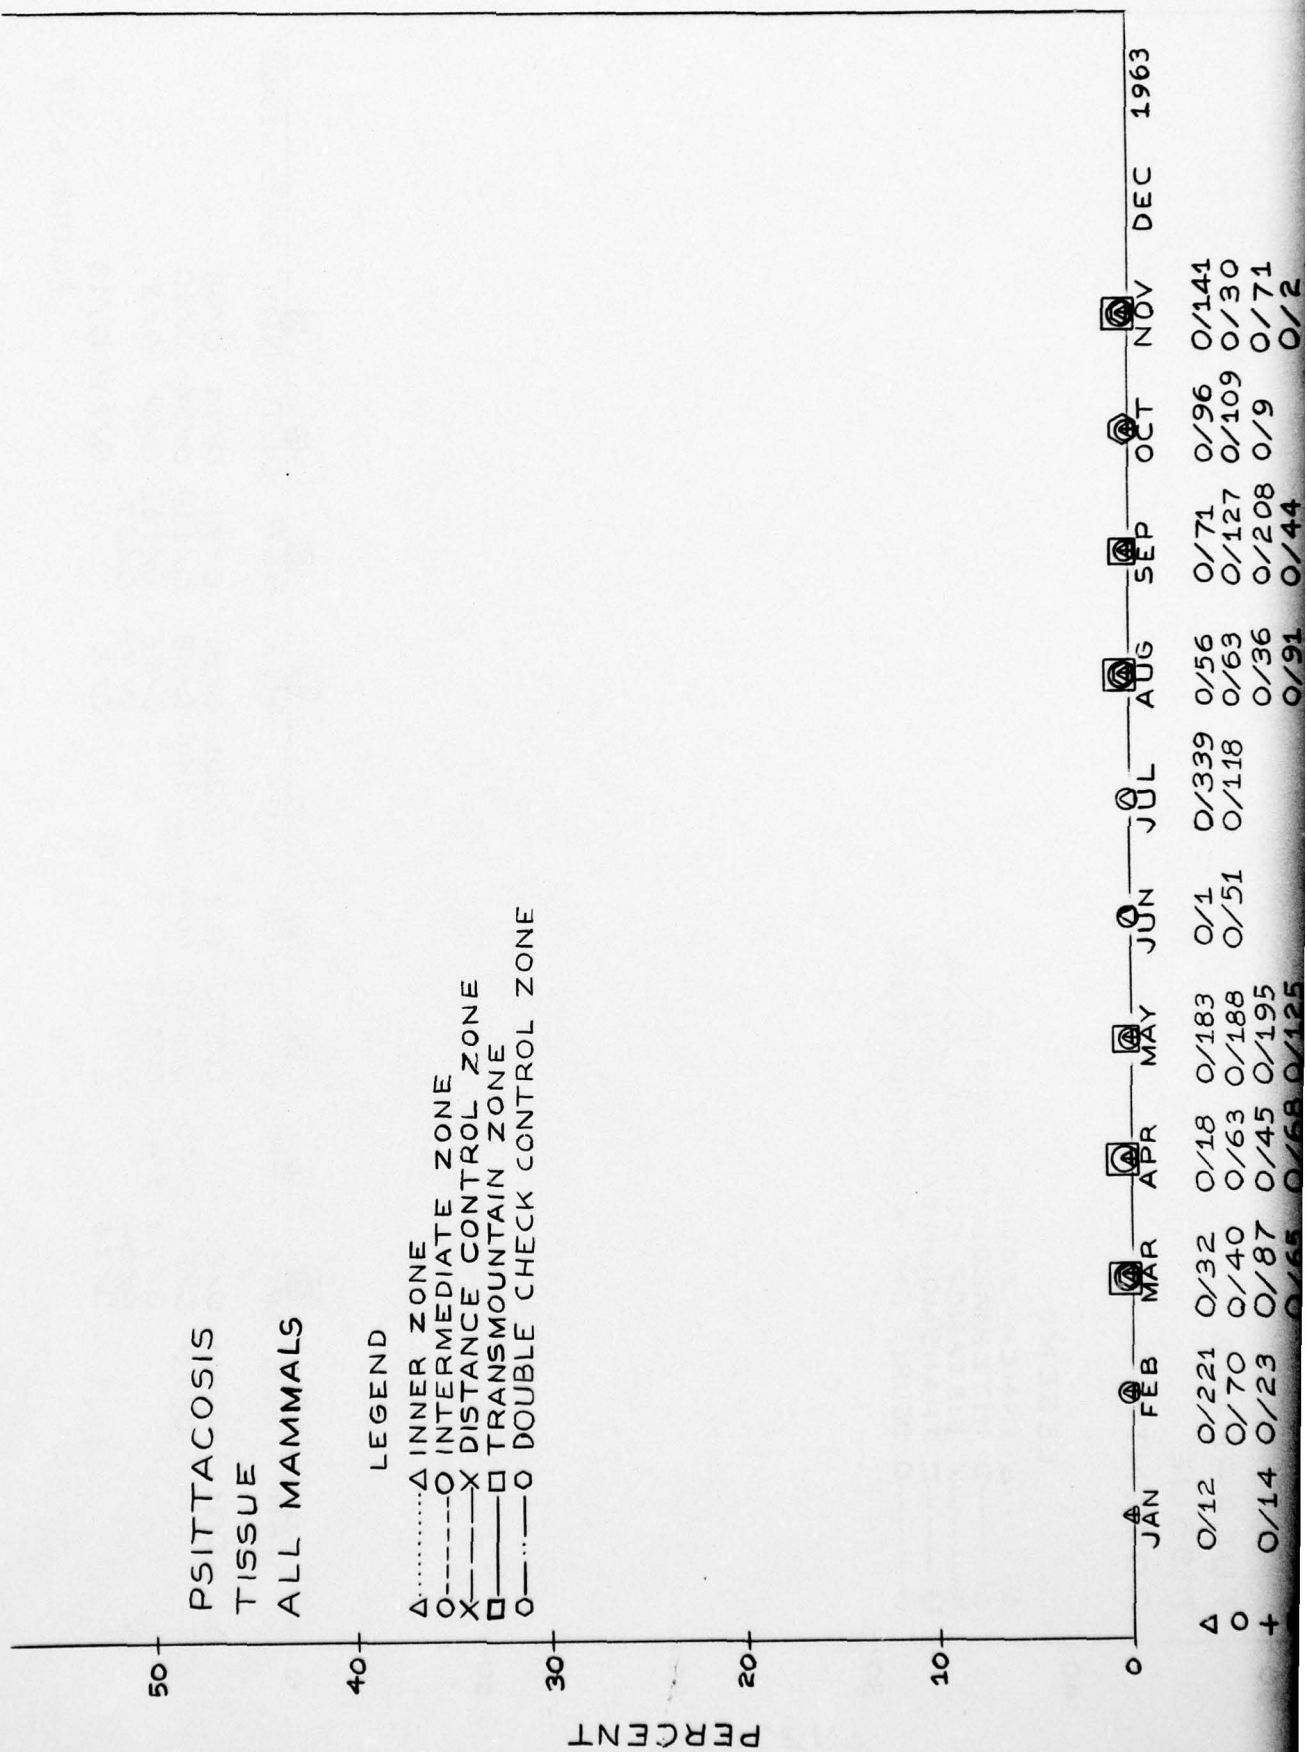 PSITTACOSIS
TISSUE
ALL MAMMALS
LEGEND
Δ········Δ INNER ZONE
O-----O INTERMEDIATE ZONE
X—--—X DISTANCE CONTROL ZONE
□———□ TRANSMOUNTAIN ZONE
O—··—O DOUBLE CHECK CONTROL ZONE
PERCENT
50
40
30
20
10
0
JAN FEB MAR APR MAY JUN JUL AUG SEP OCT NOV DEC 1963
Δ 0/12 0/221 0/32 0/18 0/183 0/1 0/339 0/56 0/71 0/96 0/141
O 0/70 0/40 0/63 0/188 0/51 0/118 0/63 0/127 0/109 0/30
+ 0/14 0/23 0/87 0/45 0/195 0/36 0/208 0/9 0/71
0/65 0/68 0/125 0/91 0/44 0/2